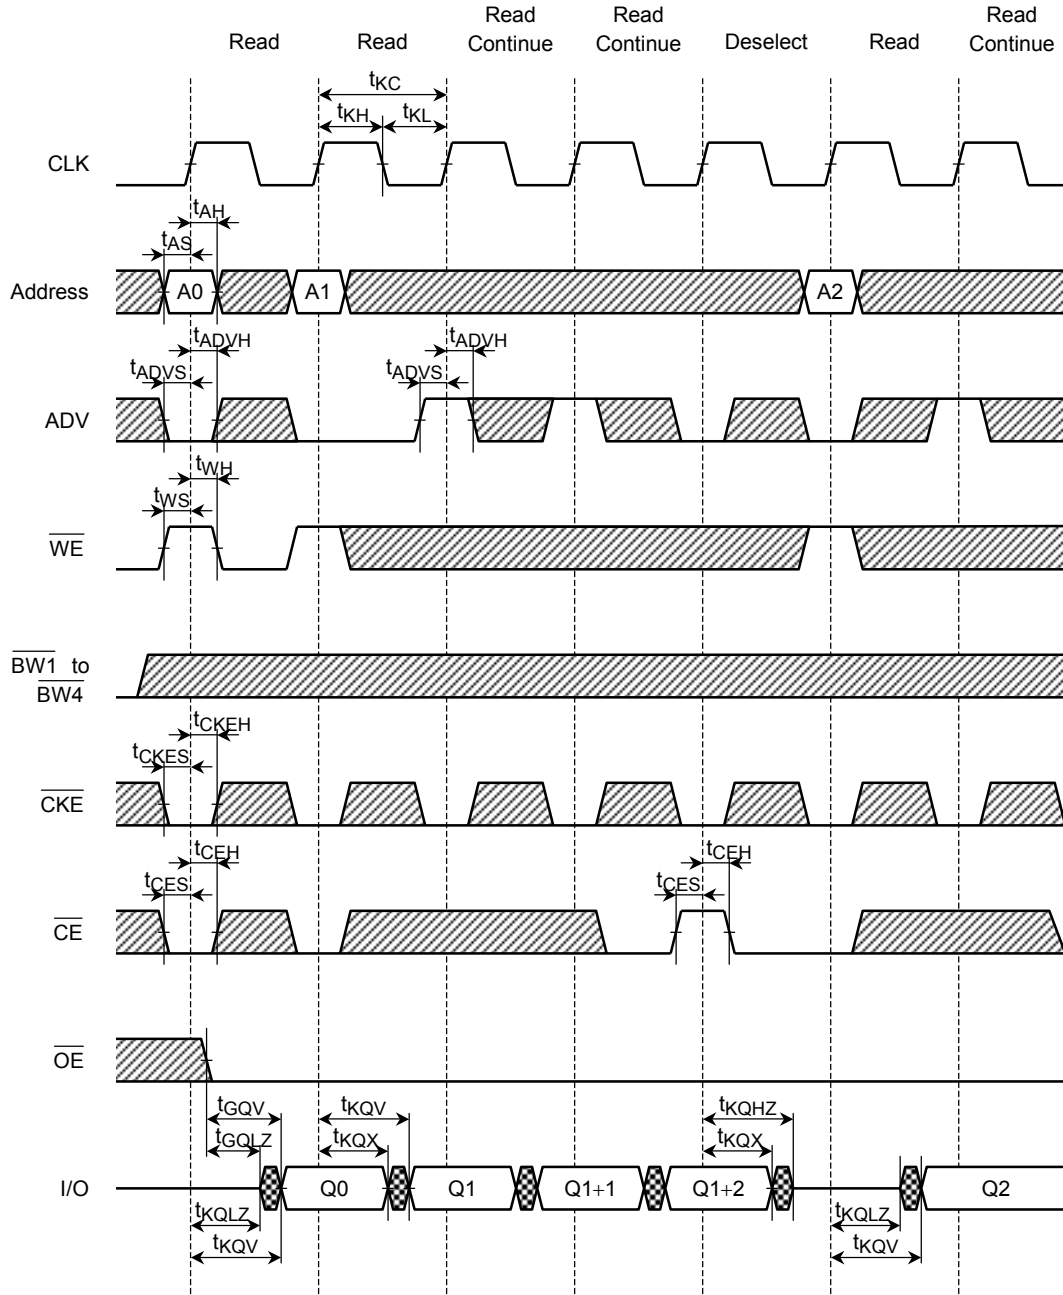 Read Read Read
Read Read Continue Continue Deselect Read Continue
tKC
tKH tKL
CLK
tAH
tAS
Address A0 A1 A2
tADVH tADVH
tADVS tADVS
ADV
tWH
tWS
WE
BW1 to
BW4
tCKEH
tCKES
CKE
tCEH tCEH
tCES tCES
CE
OE
tGQV tKQV tKQHZ
tGQLZ tKQX tKQX
I/O Q0 Q1 Q1+1 Q1+2 Q2
tKQLZ tKQLZ
tKQV tKQV